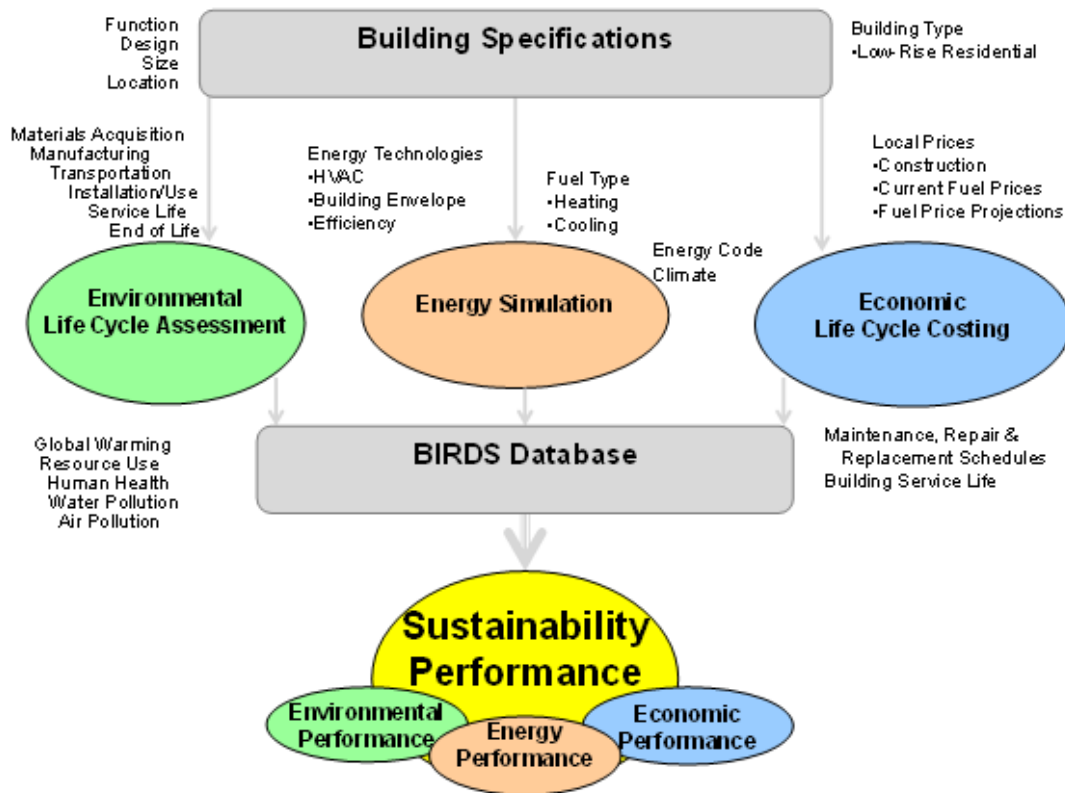 Function
Design
Size
Location
Building Specifications
Building Type
•Low-Rise Residential
Materials Acquisition
Manufacturing
Transportation
Installation/Use
Service Life
End of Life
Energy Technologies
•HVAC
•Building Envelope
•Efficiency
Fuel Type
•Heating
•Cooling
Energy Code
Climate
Local Prices
•Construction
•Current Fuel Prices
•Fuel Price Projections
Environmental
Life Cycle Assessment
Energy Simulation
Economic
Life Cycle Costing
Global Warming
Resource Use
Human Health
Water Pollution
Air Pollution
BIRDS Database
Maintenance, Repair &
Replacement Schedules
Building Service Life
Sustainability
Performance
Environmental
Performance
Energy
Performance
Economic
Performance